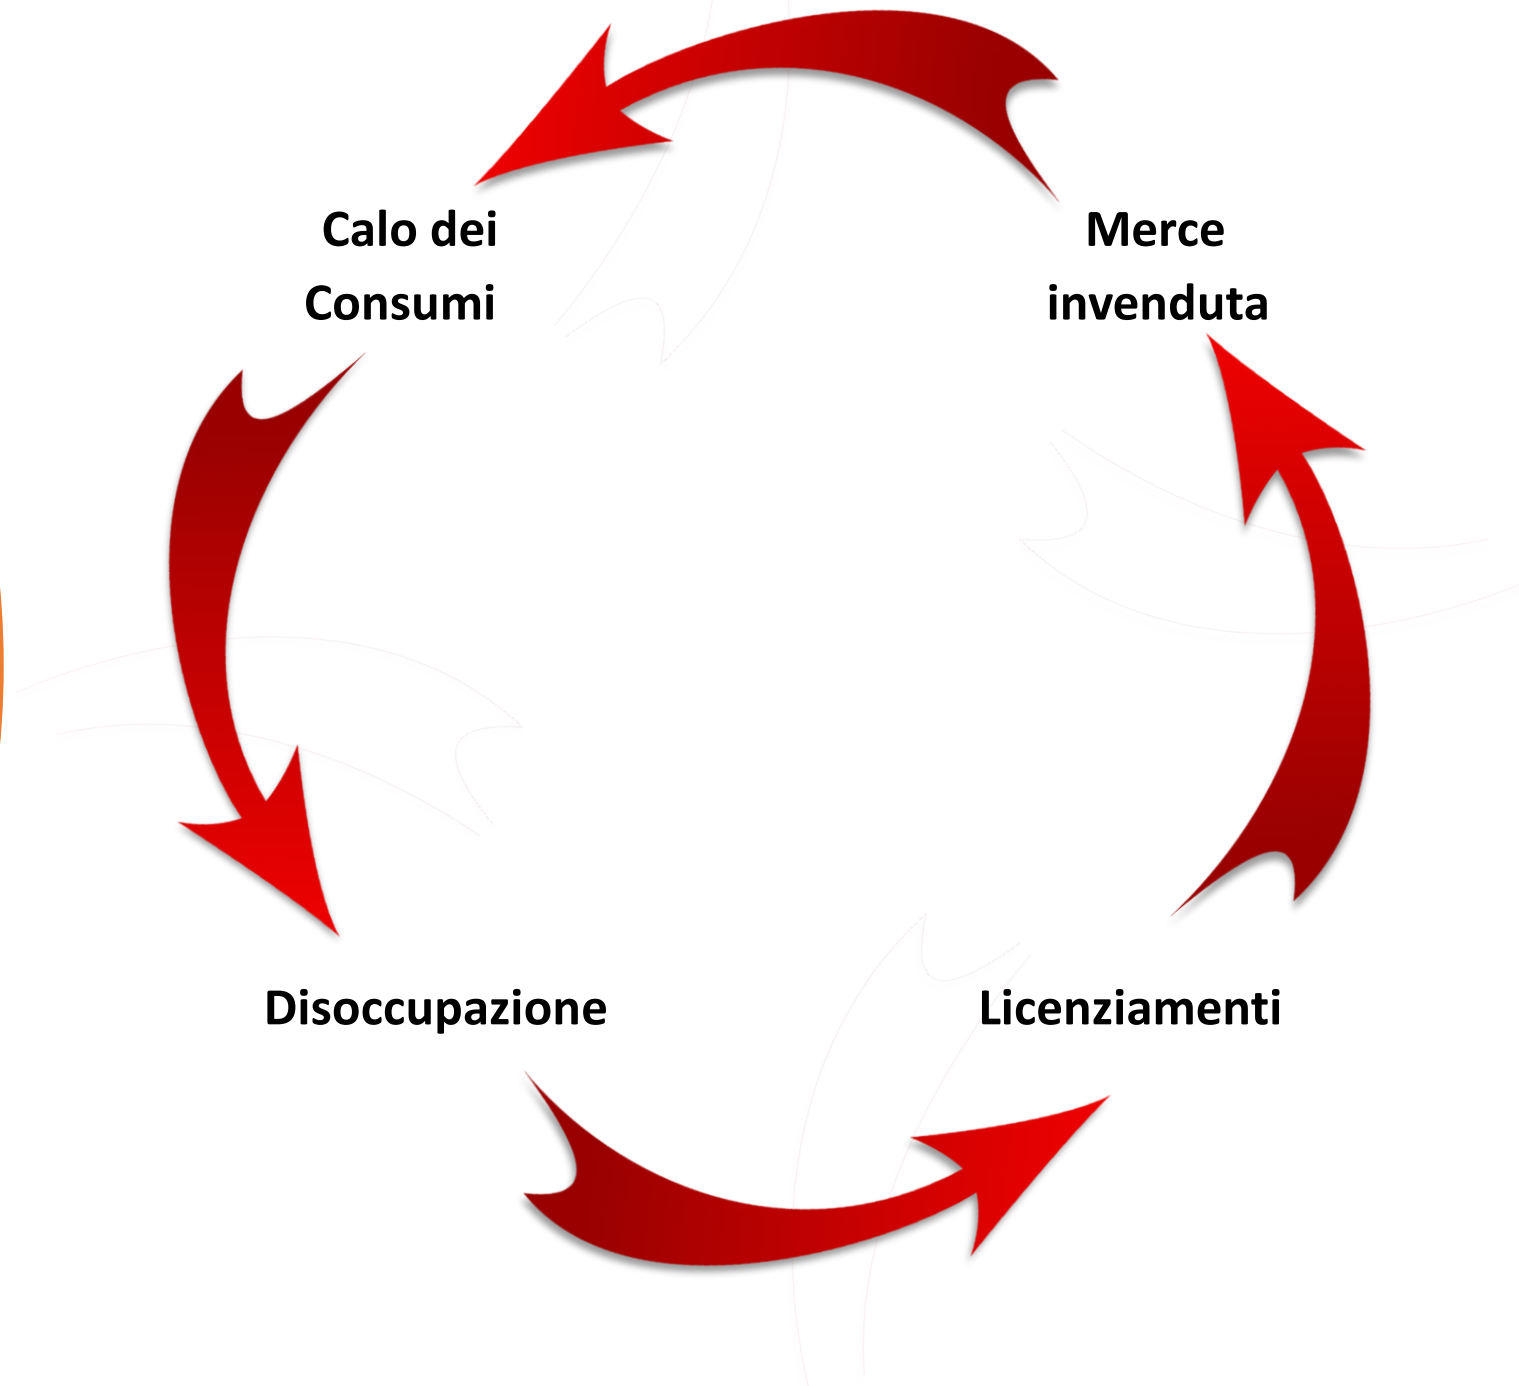 Calo dei
Consumi
Merce
invenduta
Disoccupazione
Licenziamenti